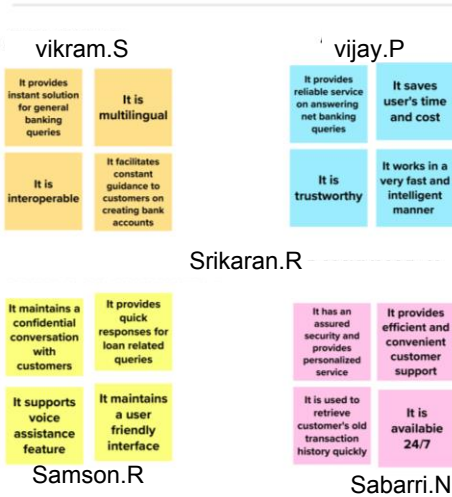 vikram.S
It provides
instant solution
for general
banking
queries
It is
multilingual
It is
interoperable
It facilitates
constant
guidance to
customers on
creating bank
accounts
vijay.P
It provides
reliable service
on answering
net banking
queries
It saves
user's time
and cost
It is
trustworthy
It works in a
very fast and
intelligent
manner
Srikaran.R
It maintains a
confidential
conversation
with
customers
It provides
quick
responses for
loan related
queries
It supports
voice
assistance
feature
It maintains
a user
friendly
interface
Samson.R
It has an
assured
security and
provides
personalized
service
It provides
efficient and
convenient
customer
support
It is used to
retrieve
customer's old
transaction
history quickly
It is
available
24/7
Sabarri.N